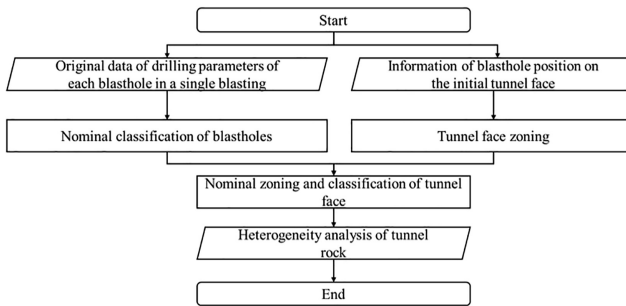 Start
Original data of drilling parameters of
each blasthole in a single blasting
Information of blasthole position on
the initial tunnel face
Nominal classification of blastholes
Tunnel face zoning
Nominal zoning and classification of tunnel
face
Heterogeneity analysis of tunnel
rock
End